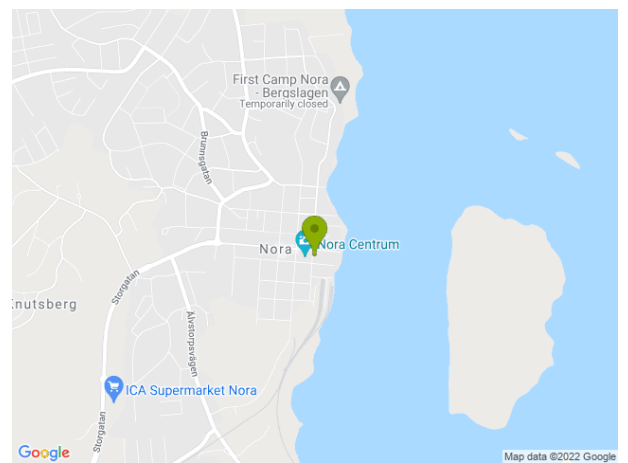 First Camp Nora
- Bergslagen
Temporarily closed
Brunnsgatan
Nora
Nora Centrum
Storgatan
Knutsberg
Älvstorpsvägen
ICA Supermarket Nora
Storgatan
Google
Map data ©2022 Google